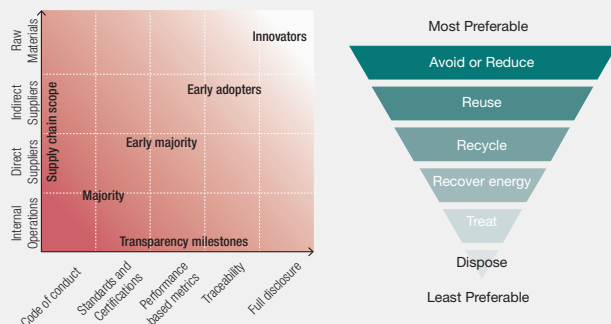 Raw
Materials
Indirect
Suppliers
Direct
Suppliers
Internal
Operations
Supply chain scope
Innovators
Early adopters
Early majority
Majority
Transparency milestones
Code of conduct
Standards and
Certifications
Performance
based metrics
Traceability
Full disclosure
Most Preferable
Avoid or Reduce
Reuse
Recycle
Recover energy
Treat
Dispose
Least Preferable